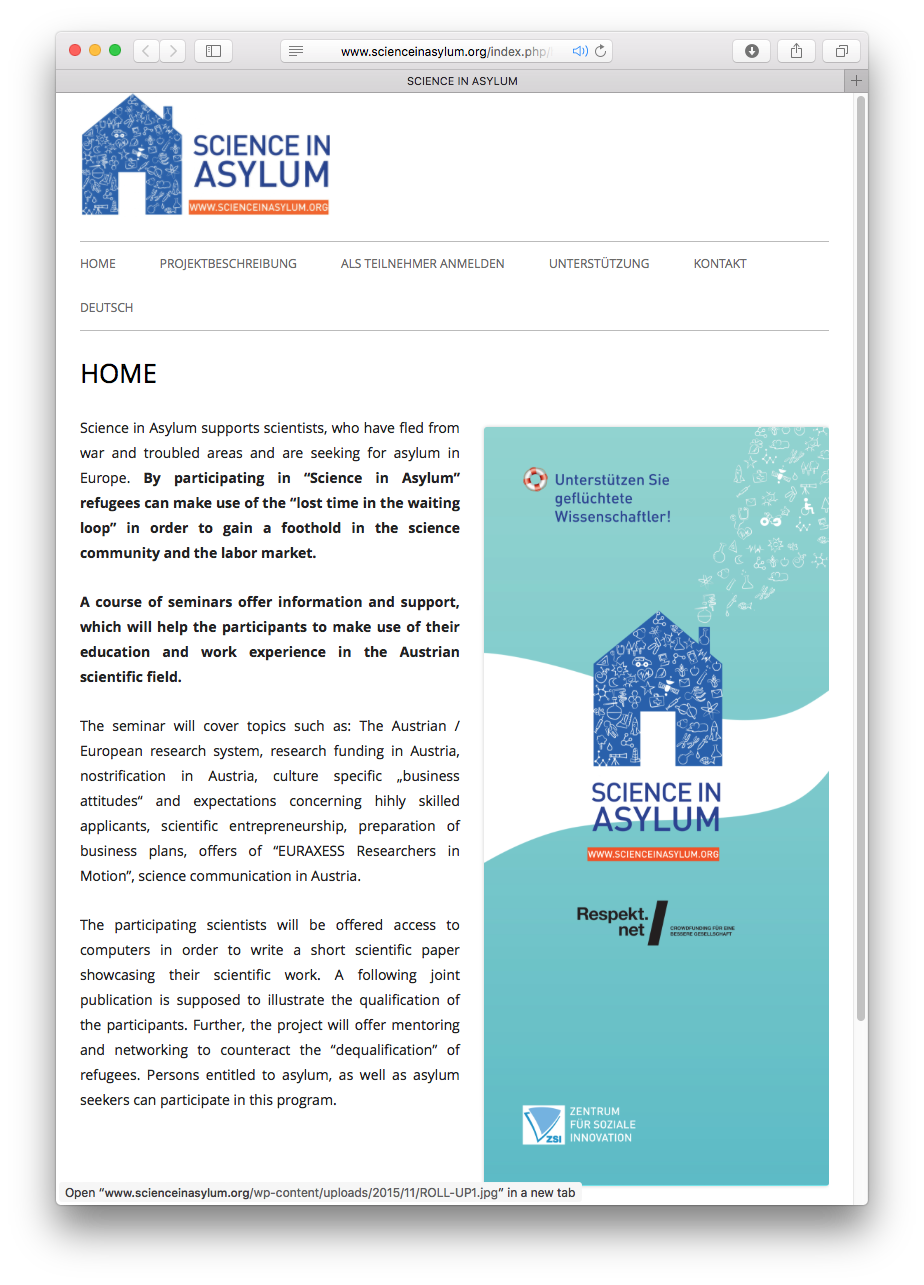 www.scienceinasylum.org/index.php/
SCIENCE IN ASYLUM
SCIENCE IN
ASYLUM
WWW.SCIENCEINASYLUM.ORG
HOME PROJEKTBESCHREIBUNG ALS TEILNEHMER ANMELDEN UNTERSTÜTZUNG KONTAKT
DEUTSCH
HOME
Science in Asylum supports scientists, who have fled from
war and troubled areas and are seeking for asylum in
Europe. By participating in “Science in Asylum”
refugees can make use of the “lost time in the waiting
loop” in order to gain a foothold in the science
community and the labor market.
A course of seminars offer information and support,
which will help the participants to make use of their
education and work experience in the Austrian
scientific field.
The seminar will cover topics such as: The Austrian /
European research system, research funding in Austria,
nostrification in Austria, culture specific „business
attitudes“ and expectations concerning hihly skilled
applicants, scientific entrepreneurship, preparation of
business plans, offers of “EURAXESS Researchers in
Motion”, science communication in Austria.
The participating scientists will be offered access to
computers in order to write a short scientific paper
showcasing their scientific work. A following joint
publication is supposed to illustrate the qualification of
the participants. Further, the project will offer mentoring
and networking to counteract the “dequalification” of
refugees. Persons entitled to asylum, as well as asylum
seekers can participate in this program.
Unterstützen Sie
geflüchtete
Wissenschaftler!
SCIENCE IN
ASYLUM
WWW.SCIENCEINASYLUM.ORG
Respekt.
net
CROWDFUNDING FÜR EINE
BESSERE GESELLSCHAFT
ZSI
ZENTRUM
FÜR SOZIALE
INNOVATION
Open “www.scienceinasylum.org/wp-content/uploads/2015/11/ROLL-UP1.jpg” in a new tab